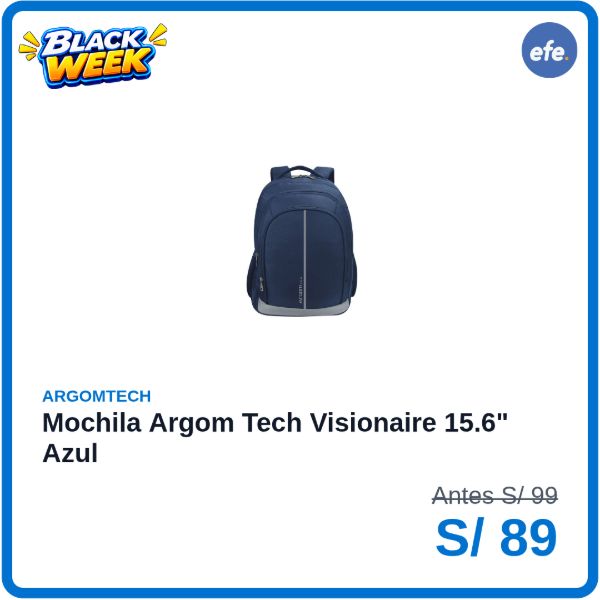 BLACK
WEEK
efe.
ARGOMTECH
Mochila Argom Tech Visionaire 15.6"
Azul
Antes S/ 99
S/ 89